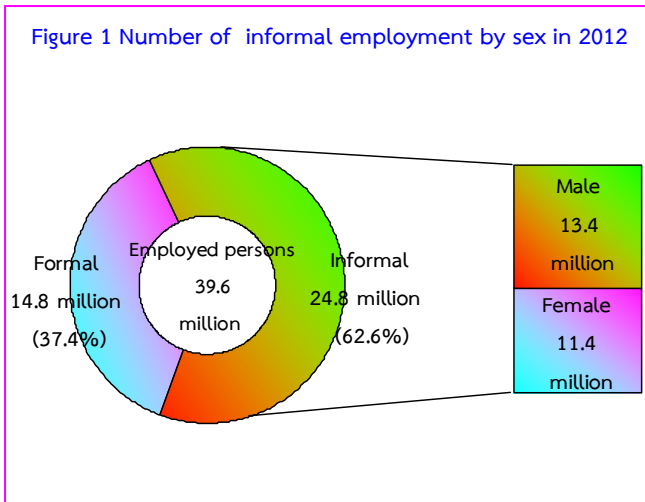 Figure 1 Number of informal employment by sex in 2012
Employed persons
39.6
million
Formal
14.8 million
(37.4%)
Informal
24.8 million
(62.6%)
Male
13.4
million
Female
11.4
million